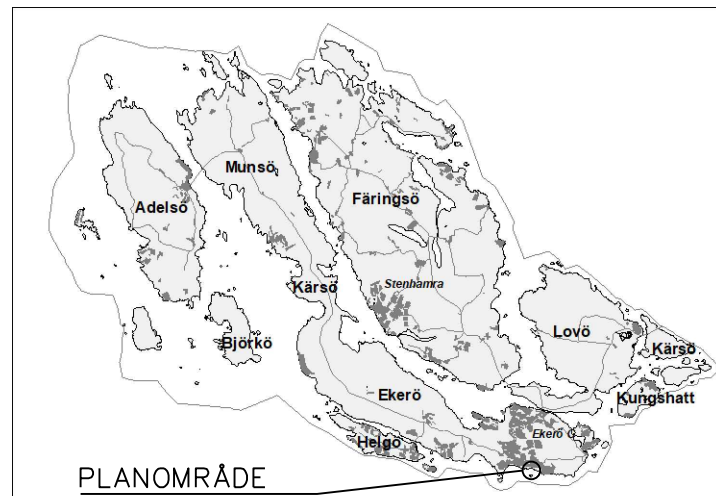 Munsö
Adelsö
Färingsö
Stenhamra
Kärsö
Björkö
Lovö
Kärsö
Ekerö
Kungshatt
Helgö
Ekerö C
PLANOMRÅDE